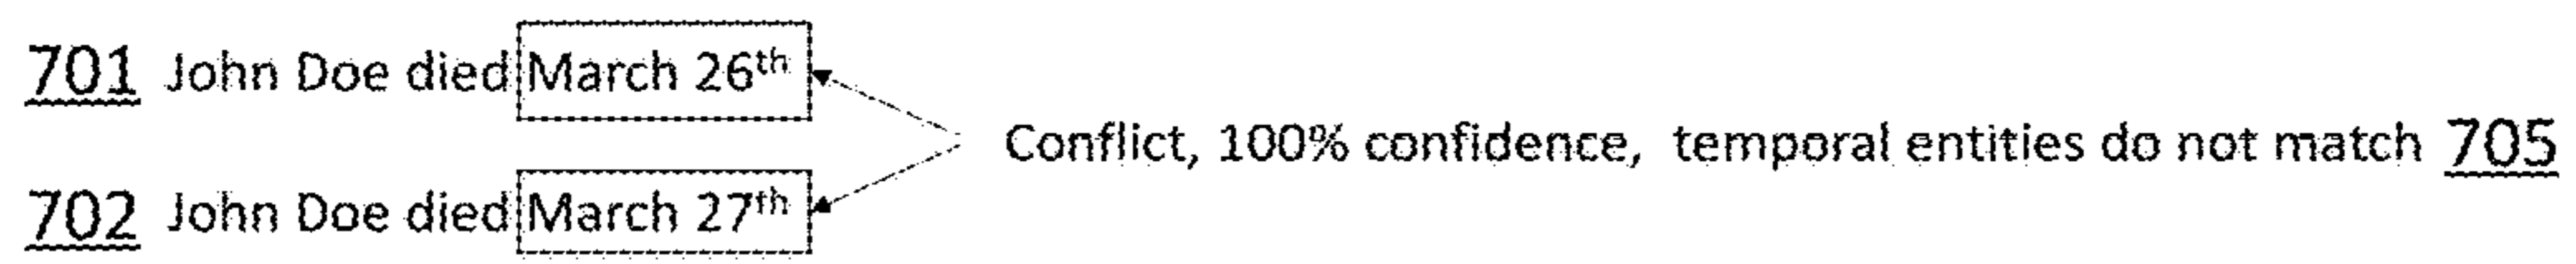 701 John Doe died March 26th
Conflict, 100% confidence, temporal entities do not match 705
702 John Doe died March 27th